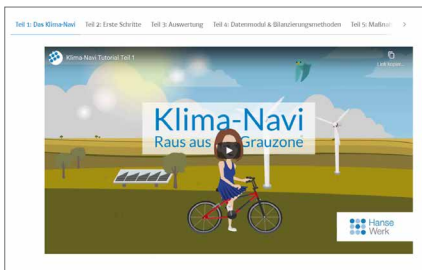 Teil 1: Das Klima-Navi Teil 2: Erste Schritte Teil 3: Auswertung Teil 4: Datenmodul & Bilanzierungsmethoden Teil 5:
Klima-Navi Tutorial Teil 1
Klima-Navi
Raus aus Grauzone
Hanse
Werk